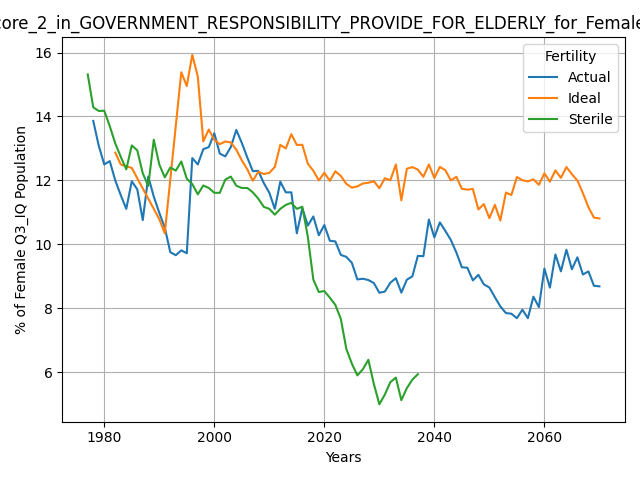 core_2_in_GOVERNMENT_RESPONSIBILITY_PROVIDE_FOR_ELDERLY_for_Female
Fertility
Actual
Ideal
Sterile
% of Female Q3_IQ Population
16
14
12
10
8
6
1980
2000
2020
2040
2060
Years